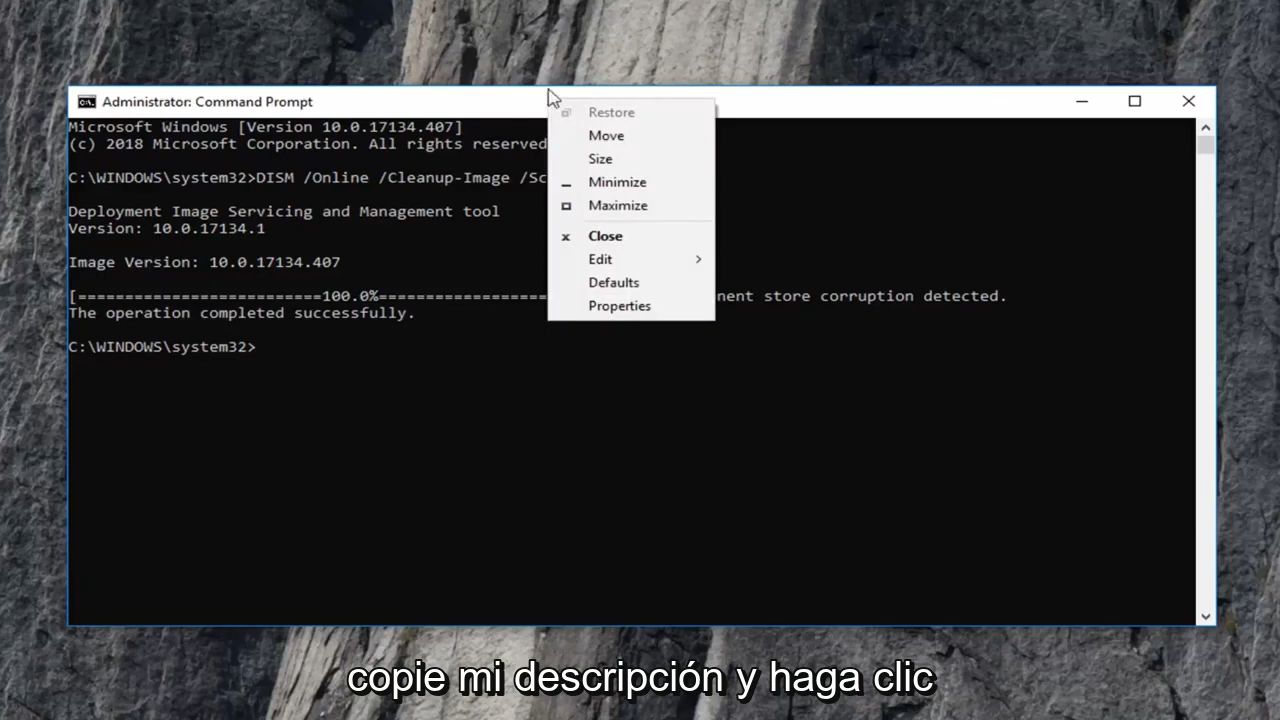 Administrator: Command Prompt
Microsoft Windows [Version 10.0.17134.407]
(c) 2018 Microsoft Corporation. All rights reserved
C:\WINDOWS\system32>DISM /Online /Cleanup-Image /Sc
Deployment Image Servicing and Management tool
Version: 10.0.17134.1
Image Version: 10.0.17134.407
[==========================100.0%================== nent store corruption detected.
The operation completed successfully.
C:\WINDOWS\system32>
Restore
Move
Size
Minimize
Maximize
Close
Edit
Defaults
Properties
copie mi descripción y haga clic